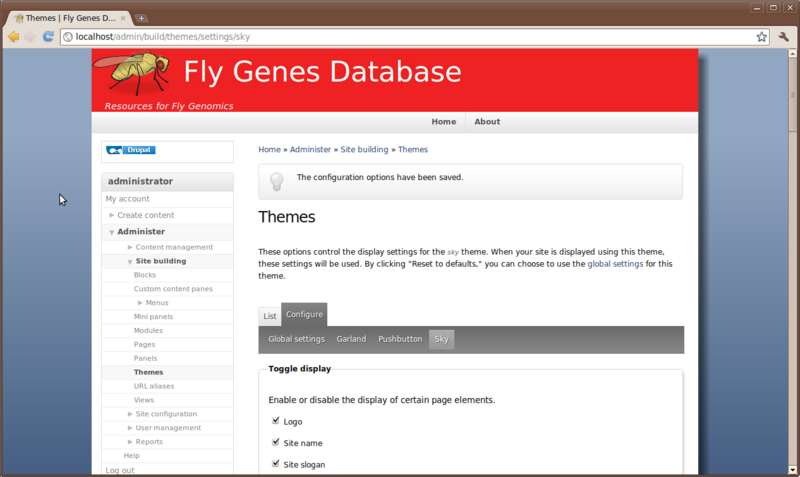 Themes | Fly Genes D...
localhost/admin/build/themes/settings/sky
Fly Genes Database
Resources for Fly Genomics
Home
About
Drupal
administrator
My account
Create content
Administer
Content management
Site building
Blocks
Custom content panes
Menus
Mini panels
Modules
Pages
Panels
Themes
URL aliases
Views
Site configuration
User management
Reports
Help
Log out
Home » Administer » Site building » Themes
The configuration options have been saved.
Themes
These options control the display settings for the sky theme. When your site is displayed using this theme,
these settings will be used. By clicking "Reset to defaults," you can choose to use the global settings for this
theme.
List
Configure
Global settings
Garland
Pushbutton
Sky
Toggle display
Enable or disable the display of certain page elements.
Logo
Site name
Site slogan